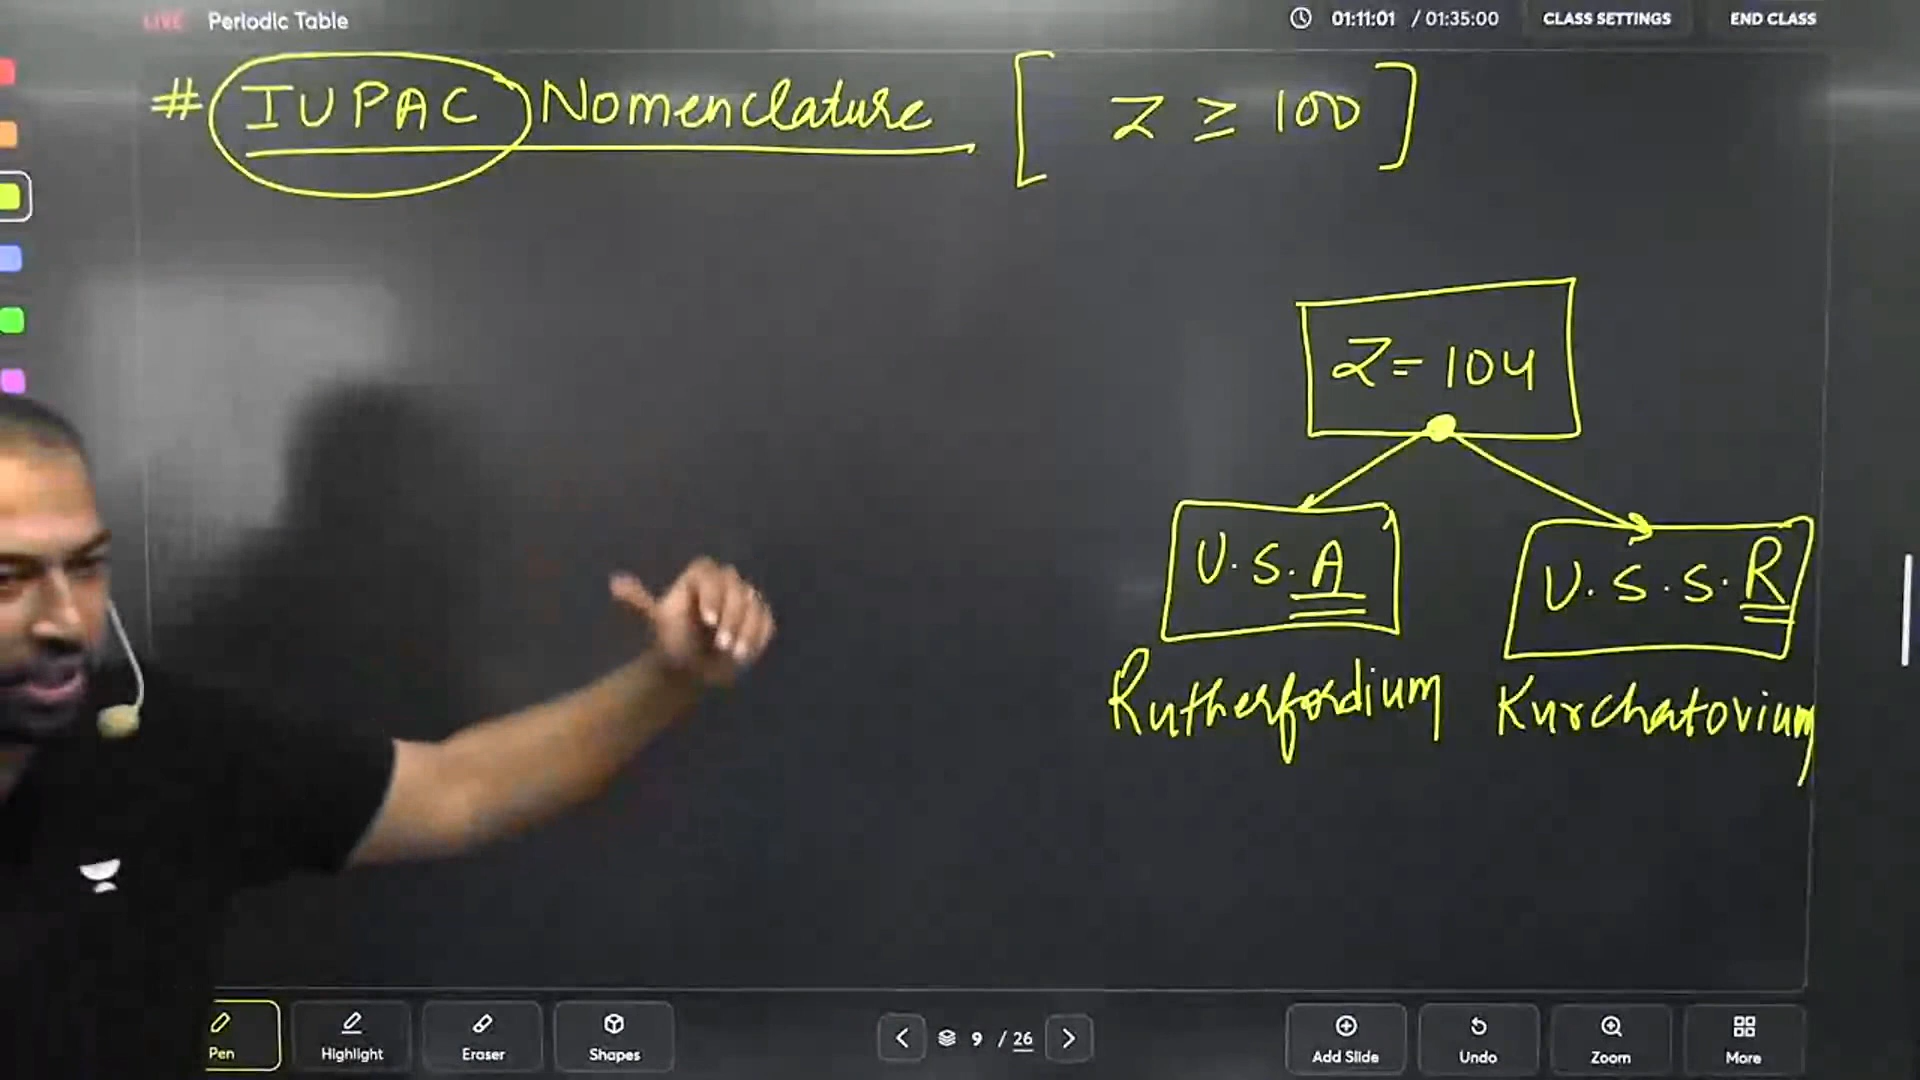 LIVE Periodic Table
01:11:01 / 01:35:00 CLASS SETTINGS END CLASS
# IUPAC Nomenclature [ Z ≥ 100 ]
Z = 104
U.S.A
U.S.S.R
Rutherfordium
Kurchatovium
Pen Highlight Eraser Shapes
9 / 26
Add Slide Undo Zoom More